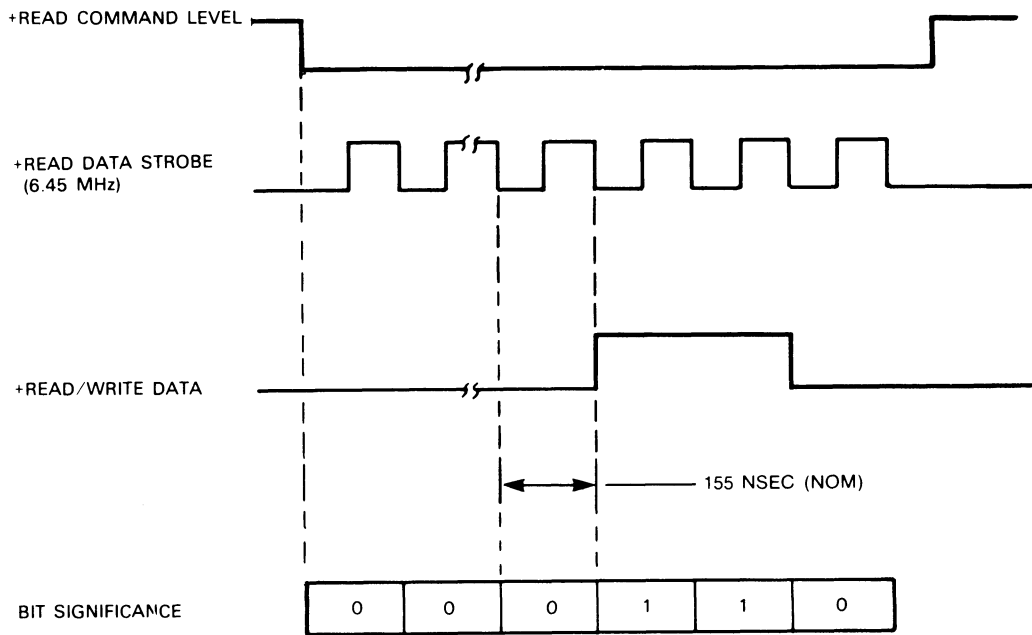 +READ COMMAND LEVEL
+READ DATA STROBE
(6.45 MHz)
+READ/WRITE DATA
155 NSEC (NOM)
BIT SIGNIFICANCE 0 0 0 1 1 0